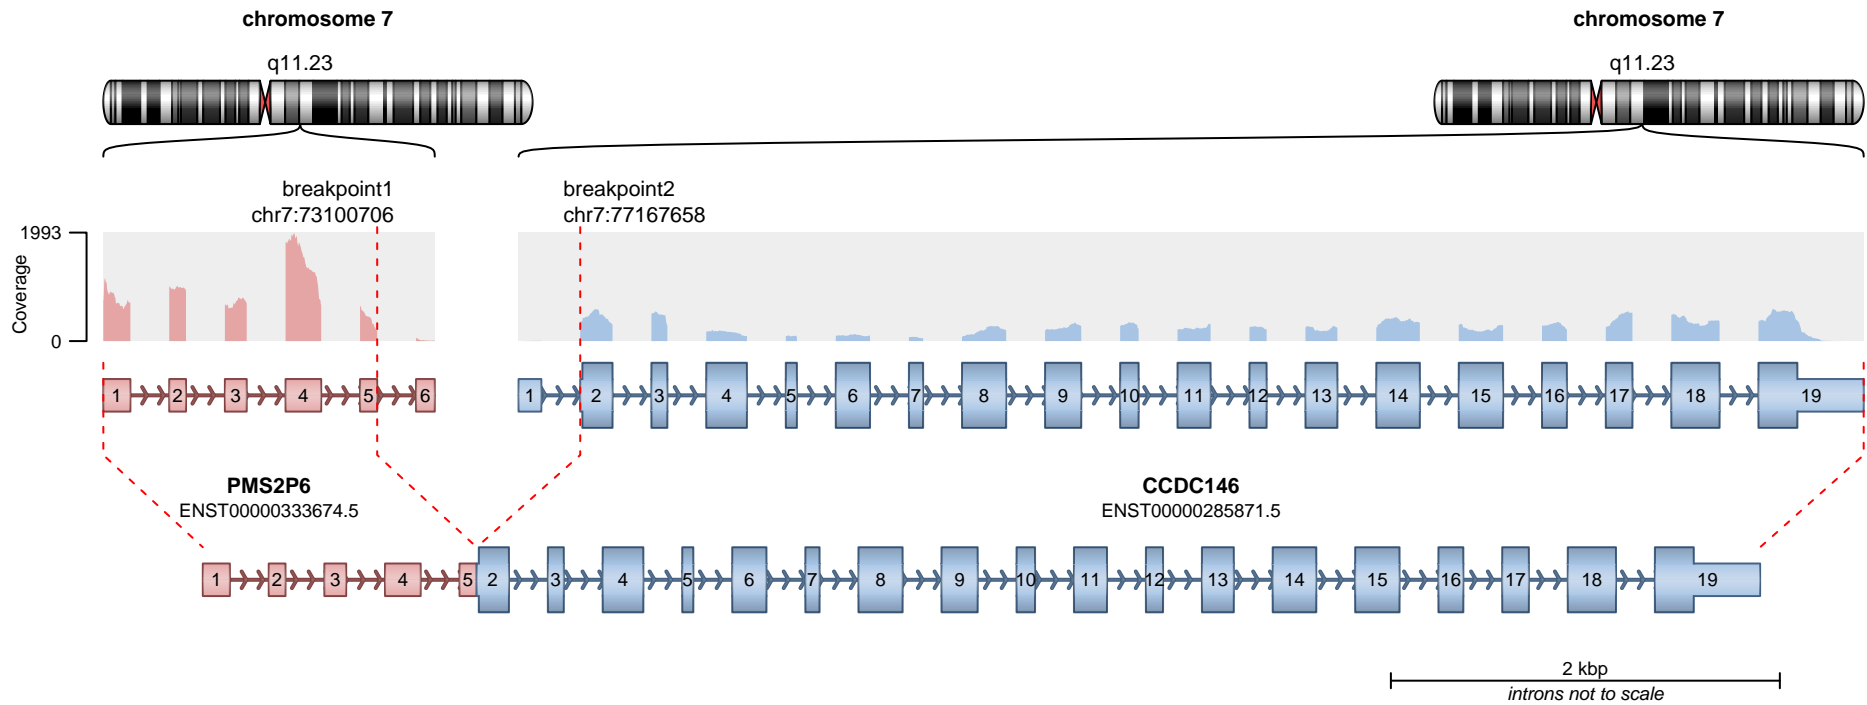 chromosome 7 chromosome 7
q11.23 q11.23
breakpoint1 breakpoint2
chr7:73100706 chr7:77167658
1993
Coverage
0
1 2 3 4 5 6 1 2 3 4 5 6 7 8 9 10 11 12 13 14 15 16 17 18 19
PMS2P6 CCDC146
ENST00000333674.5 ENST00000285871.5
1 2 3 4 5 2 3 4 5 6 7 8 9 10 11 12 13 14 15 16 17 18 19
2 kbp
introns not to scale